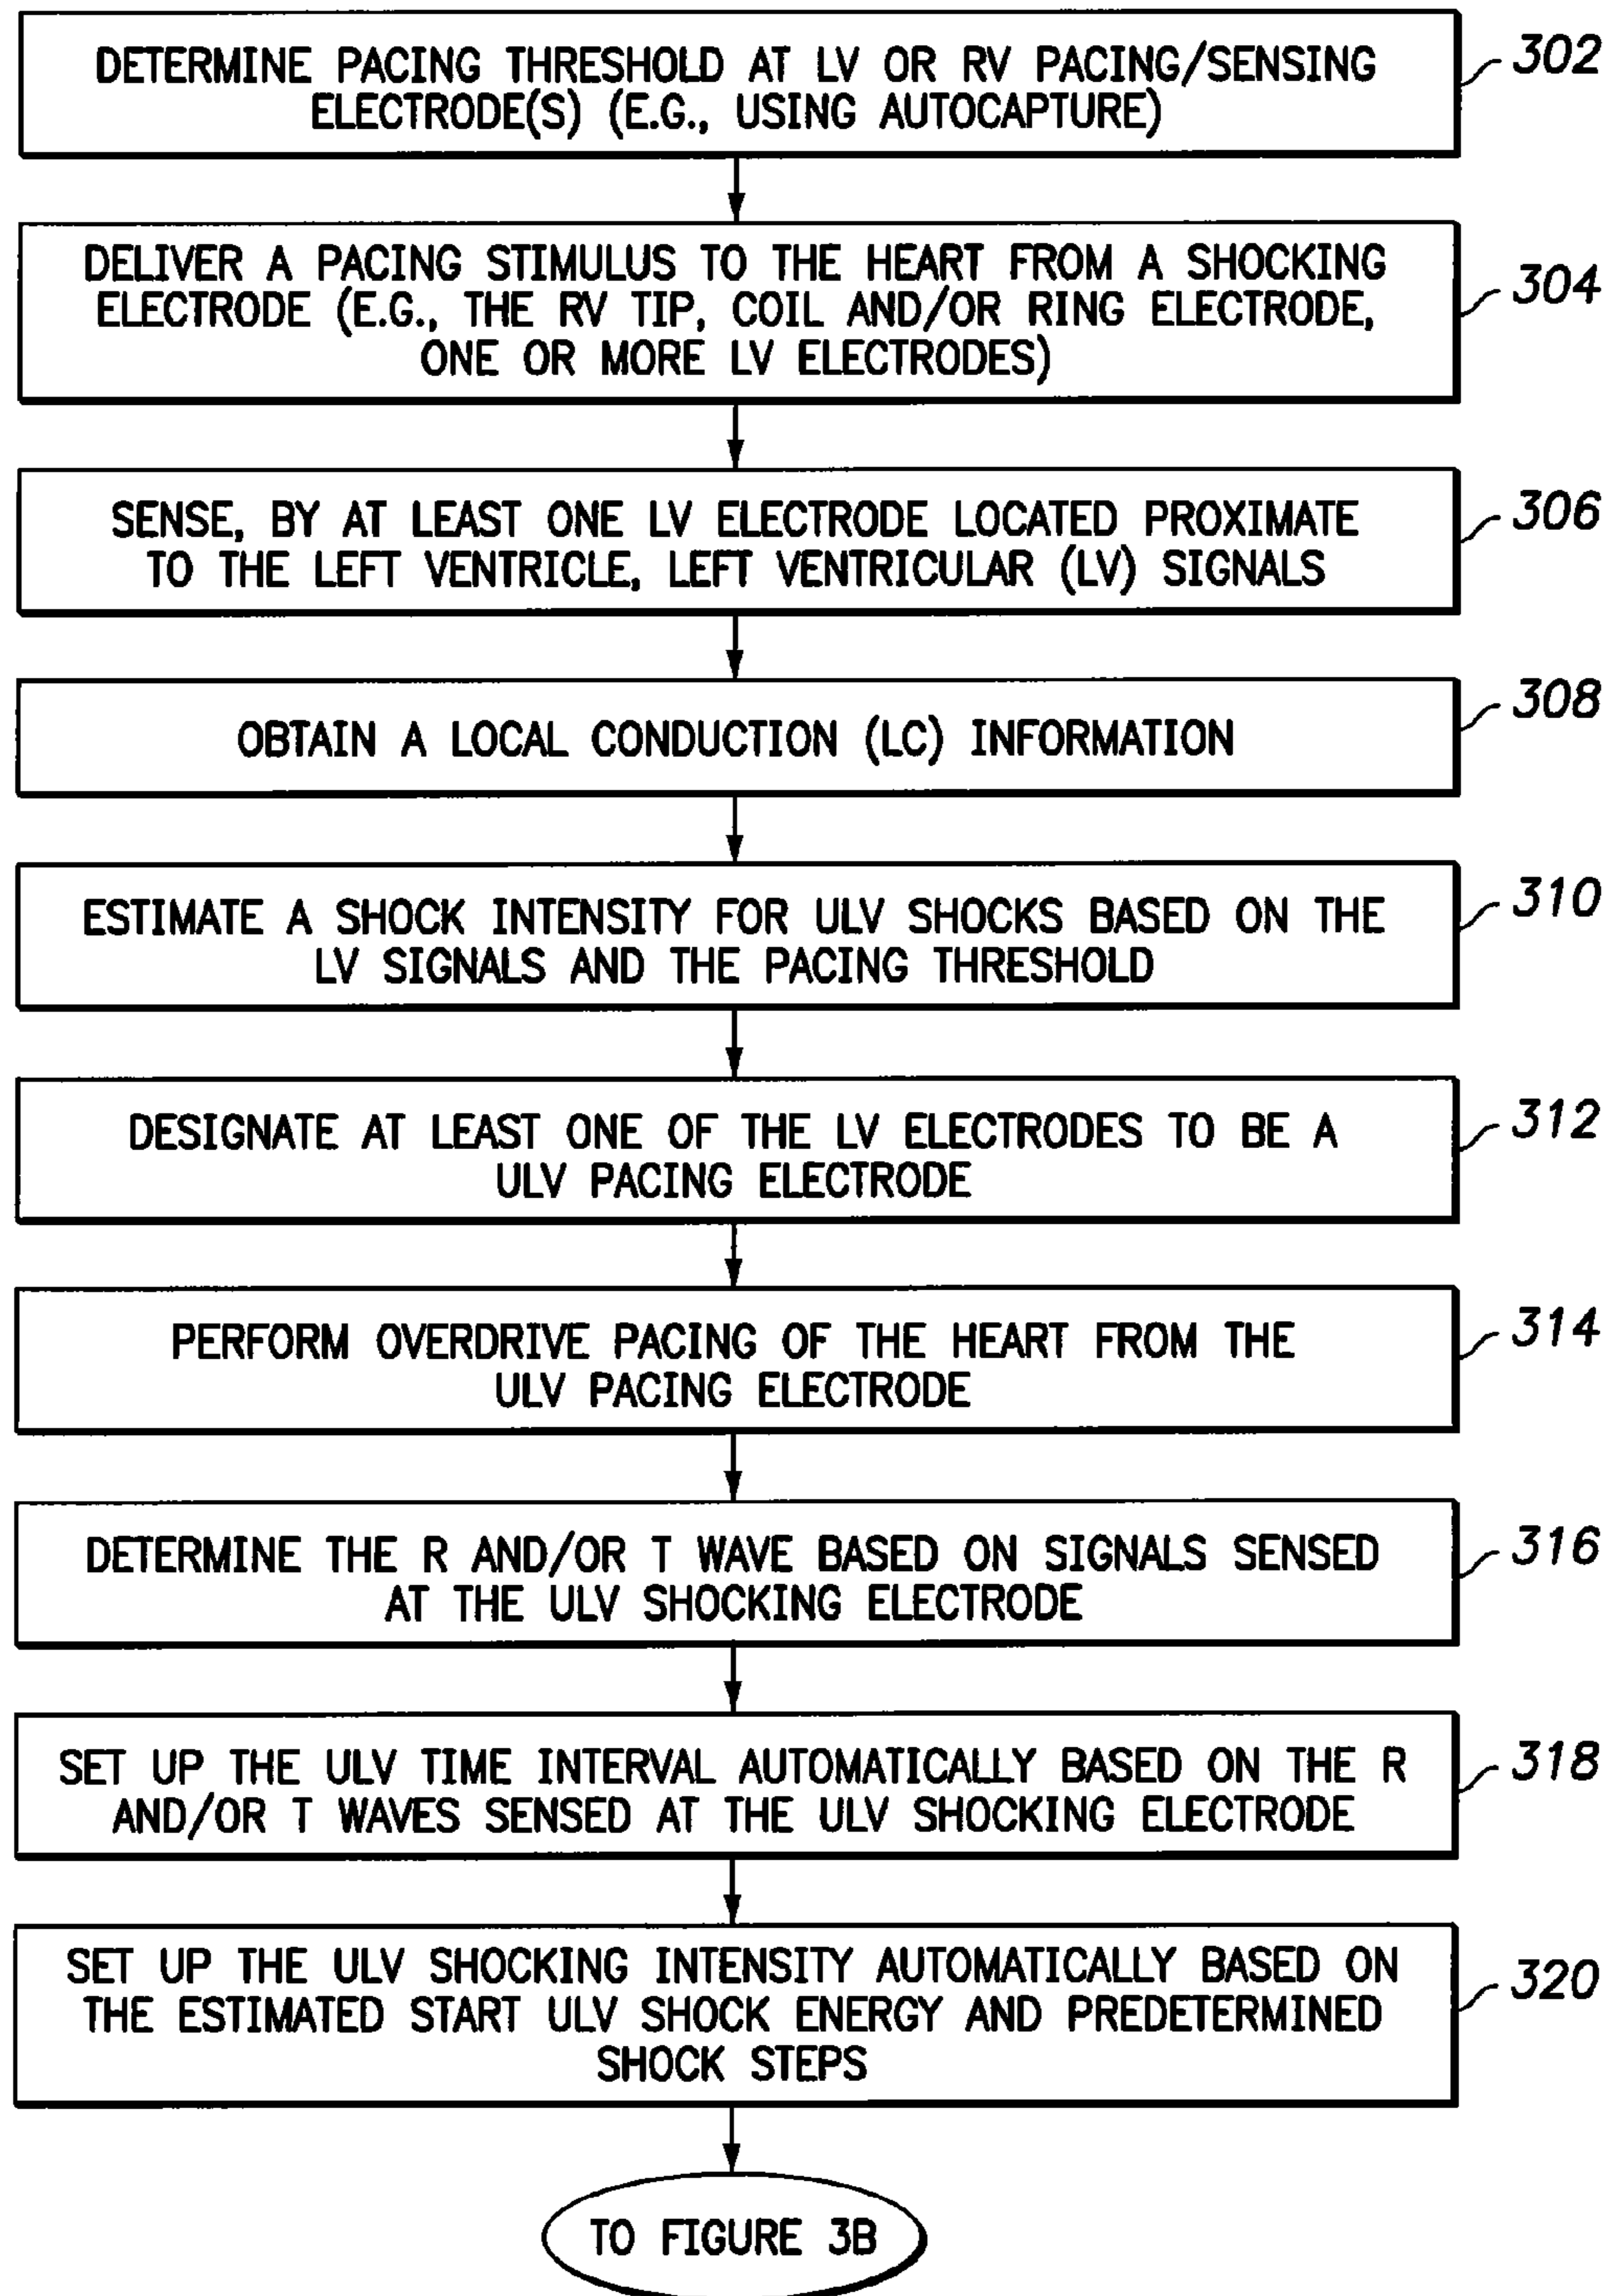 DETERMINE PACING THRESHOLD AT LV OR RV PACING/SENSING
ELECTRODE(S) (E.G., USING AUTOCAPTURE)
302
DELIVER A PACING STIMULUS TO THE HEART FROM A SHOCKING
ELECTRODE (E.G., THE RV TIP, COIL AND/OR RING ELECTRODE,
ONE OR MORE LV ELECTRODES)
304
SENSE, BY AT LEAST ONE LV ELECTRODE LOCATED PROXIMATE
TO THE LEFT VENTRICLE, LEFT VENTRICULAR (LV) SIGNALS
306
OBTAIN A LOCAL CONDUCTION (LC) INFORMATION
308
ESTIMATE A SHOCK INTENSITY FOR ULV SHOCKS BASED ON THE
LV SIGNALS AND THE PACING THRESHOLD
310
DESIGNATE AT LEAST ONE OF THE LV ELECTRODES TO BE A
ULV PACING ELECTRODE
312
PERFORM OVERDRIVE PACING OF THE HEART FROM THE
ULV PACING ELECTRODE
314
DETERMINE THE R AND/OR T WAVE BASED ON SIGNALS SENSED
AT THE ULV SHOCKING ELECTRODE
316
SET UP THE ULV TIME INTERVAL AUTOMATICALLY BASED ON THE R
AND/OR T WAVES SENSED AT THE ULV SHOCKING ELECTRODE
318
SET UP THE ULV SHOCKING INTENSITY AUTOMATICALLY BASED ON
THE ESTIMATED START ULV SHOCK ENERGY AND PREDETERMINED
SHOCK STEPS
320
TO FIGURE 3B